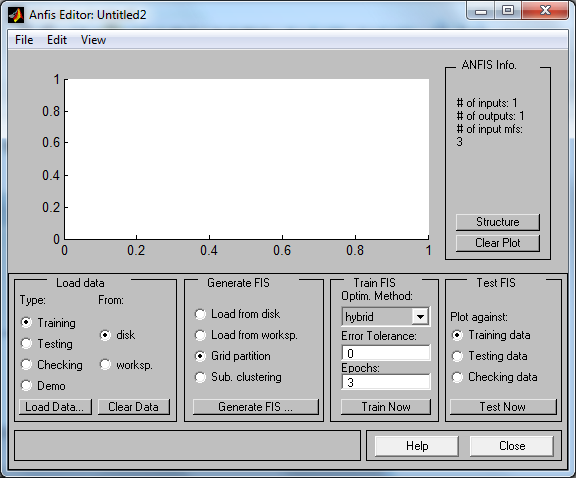 Anfis Editor: Untitled2
File Edit View
ANFIS Info.
# of inputs: 1
# of outputs: 1
# of input mfs:
3
Structure
Clear Plot
1
0.8
0.6
0.4
0.2
0
0 0.2 0.4 0.6 0.8 1
Load data
Type: From:
Training
Testing
Checking
Demo
disk
worksp.
Load Data... Clear Data
Generate FIS
Load from disk
Load from worksp.
Grid partition
Sub. clustering
Generate FIS ...
Train FIS
Optim. Method:
hybrid
Error Tolerance:
0
Epochs:
3
Train Now
Test FIS
Plot against:
Training data
Testing data
Checking data
Test Now
Help Close